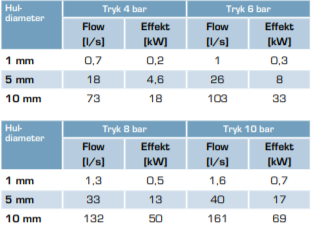 Hul-
diameter
Tryk 4 bar Tryk 6 bar
Flow Effekt Flow Effekt
[l/s] [kW] [l/s] [kW]
1 mm 0,7 0,2 1 0,3
5 mm 18 4,6 26 8
10 mm 73 18 103 33
Hul-
diameter
Tryk 8 bar Tryk 10 bar
Flow Effekt Flow Effekt
[l/s] [kW] [l/s] [kW]
1 mm 1,3 0,5 1,6 0,7
5 mm 33 13 40 17
10 mm 132 50 161 69